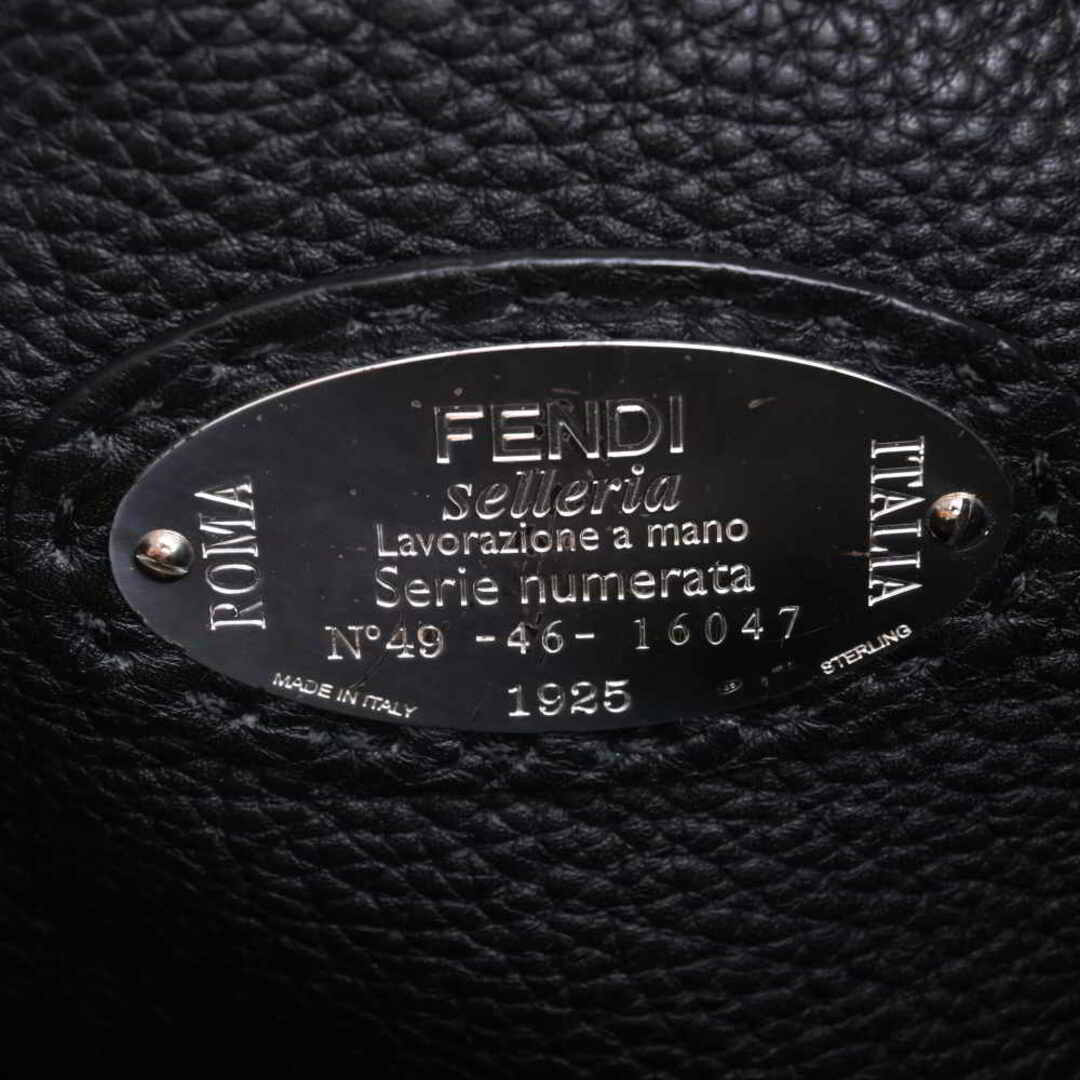 FENDI
selleria
Lavorazione a mano
Serie numerata
N° 49 -46- 16047
1925
ROMA
ITALIA
MADE IN ITALY
STERLING